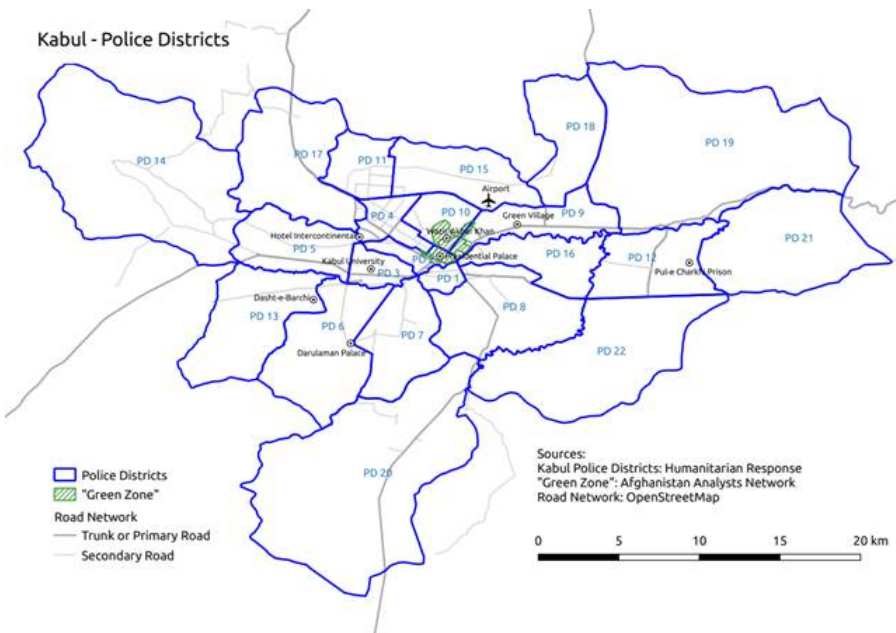 Kabul - Police Districts
PD 14
PD 17
PD 11
PD 15
PD 18
PD 19
Airport
PD 4
PD 10
Green Village
PD 9
Hotel Intercontinental
Wazir Akbar Khan
PD 5
Presidential Palace
PD 16
PD 12
PD 21
Kabul University
PD 3
PD 1
Pul-e Charkhi Prison
Dasht-e-Barchi
PD 13
PD 6
PD 7
PD 8
Darulaman Palace
PD 22
PD 20
Police Districts
"Green Zone"
Road Network
Trunk or Primary Road
Secondary Road
Sources:
Kabul Police Districts: Humanitarian Response
"Green Zone": Afghanistan Analysts Network
Road Network: OpenStreetMap
0 5 10 15 20 km